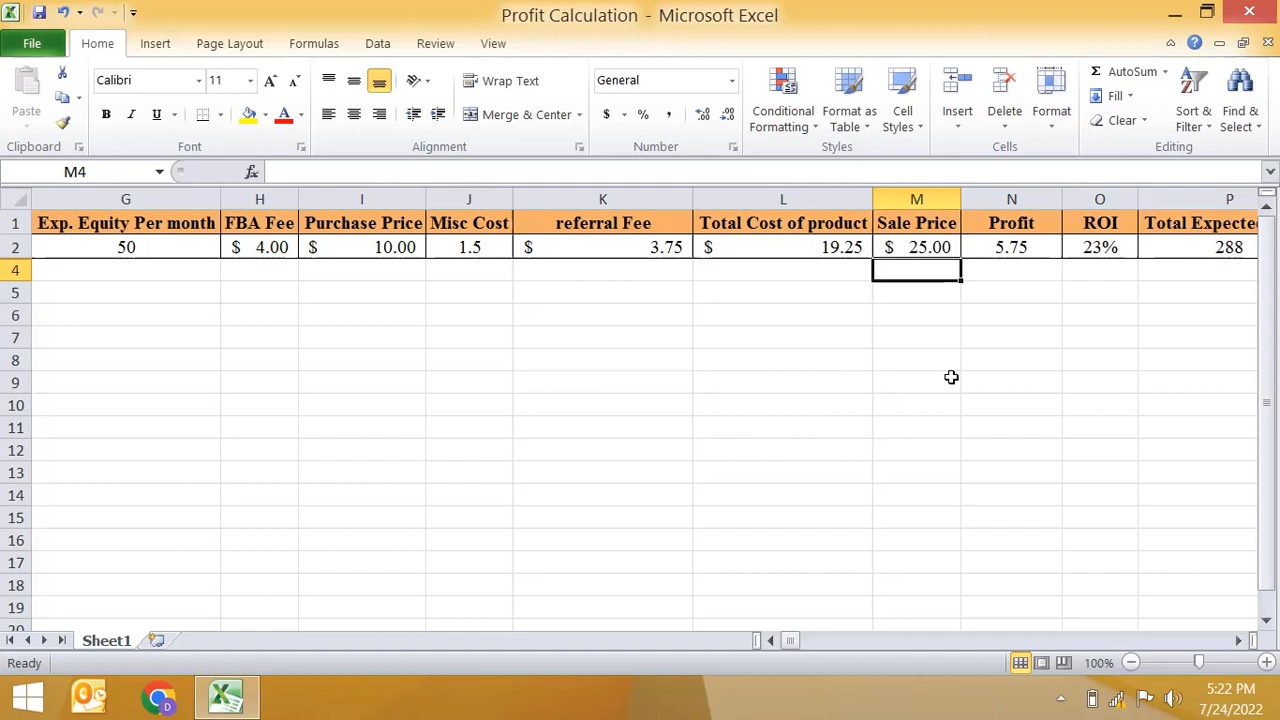 Profit Calculation - Microsoft Excel
File Home Insert Page Layout Formulas Data Review View
Paste
Clipboard
Calibri 11
B I U
Font
Wrap Text
Merge & Center
Alignment
General
$ % ,
Number
Conditional
Formatting
Format as
Table
Cell
Styles
Styles
Insert
Delete
Format
Cells
Σ AutoSum
Fill
Clear
Sort &
Filter
Find &
Select
Editing
M4 fx
G H I J K L M N O P
1 Exp. Equity Per month FBA Fee Purchase Price Misc Cost referral Fee Total Cost of product Sale Price Profit ROI Total Expected
2 50 $ 4.00 $ 10.00 1.5 $ 3.75 $ 19.25 $ 25.00 5.75 23% 288
4
5
6
7
8
9
10
11
12
13
14
15
16
17
18
19
20
Sheet1
Ready 100%
5:22 PM
7/24/2022